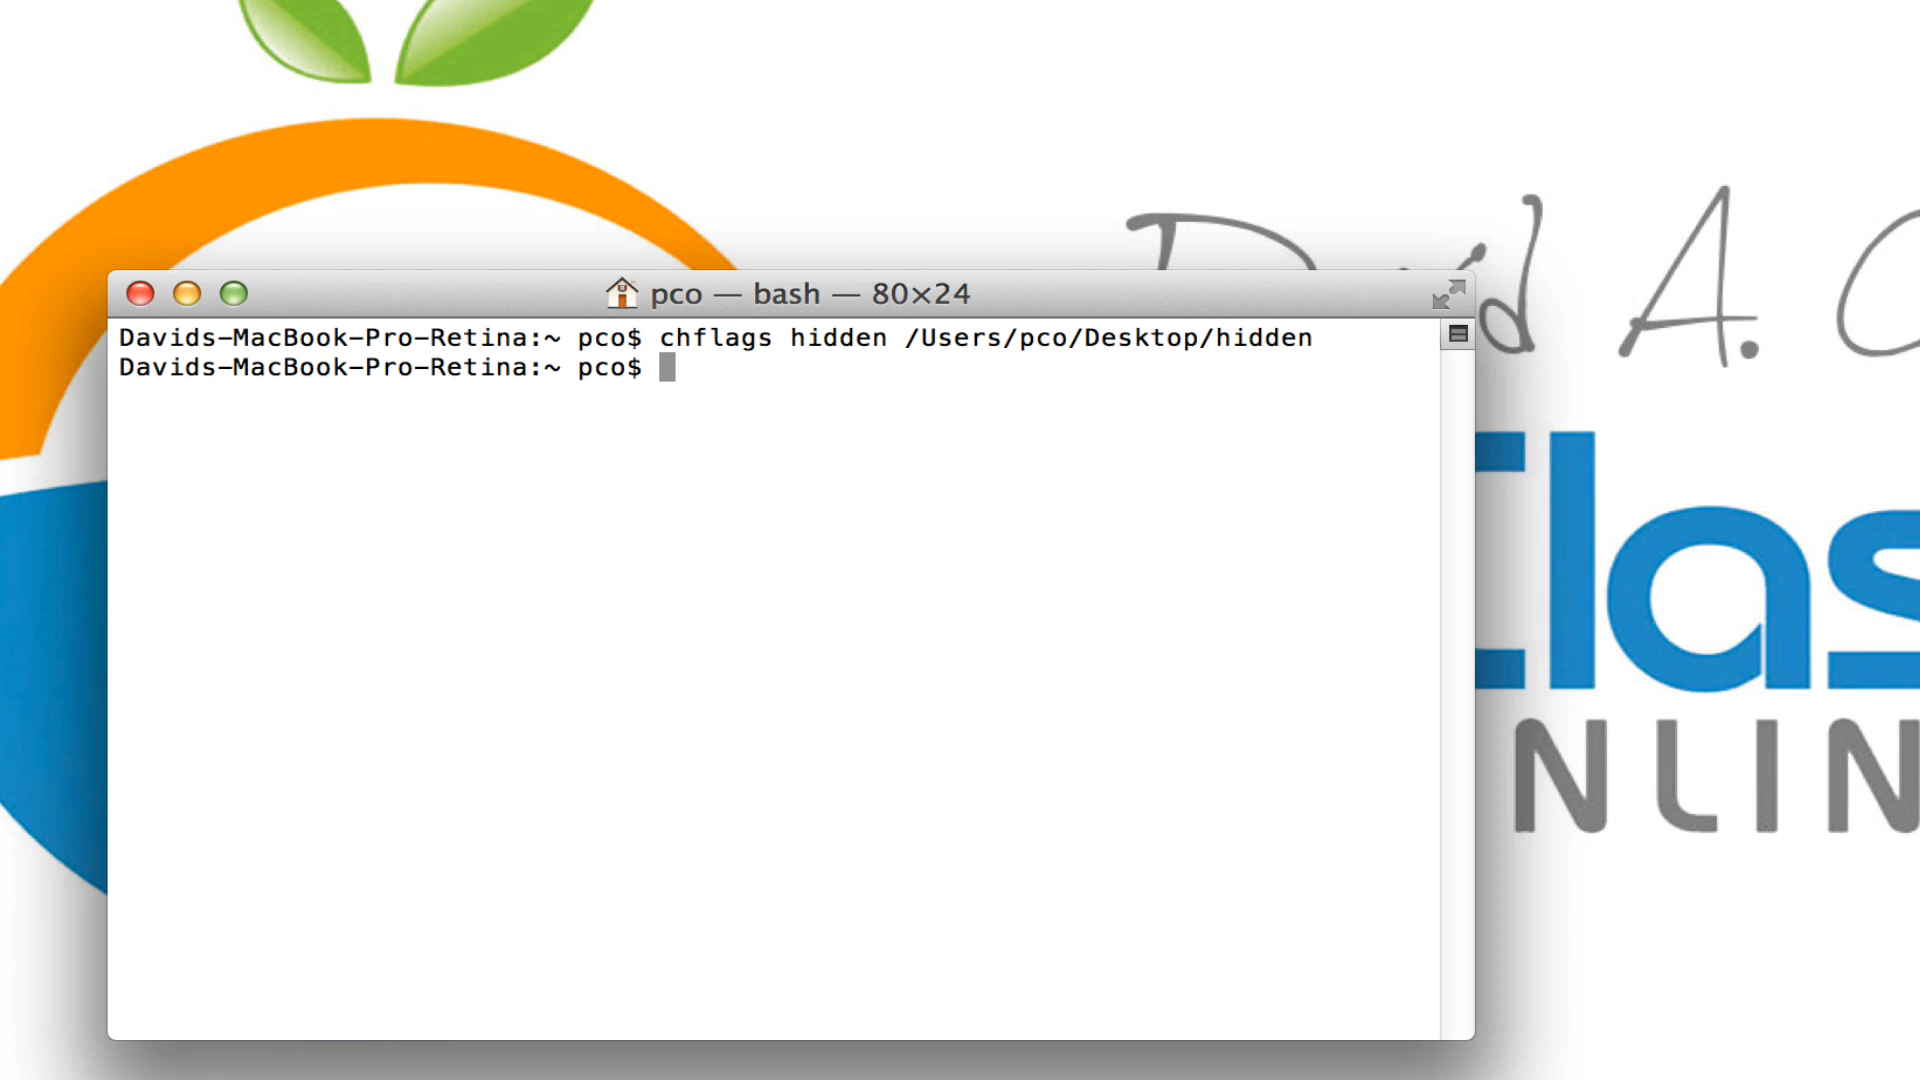 pco — bash — 80×24
Davids-MacBook-Pro-Retina:~ pco$ chflags hidden /Users/pco/Desktop/hidden
Davids-MacBook-Pro-Retina:~ pco$
d A.